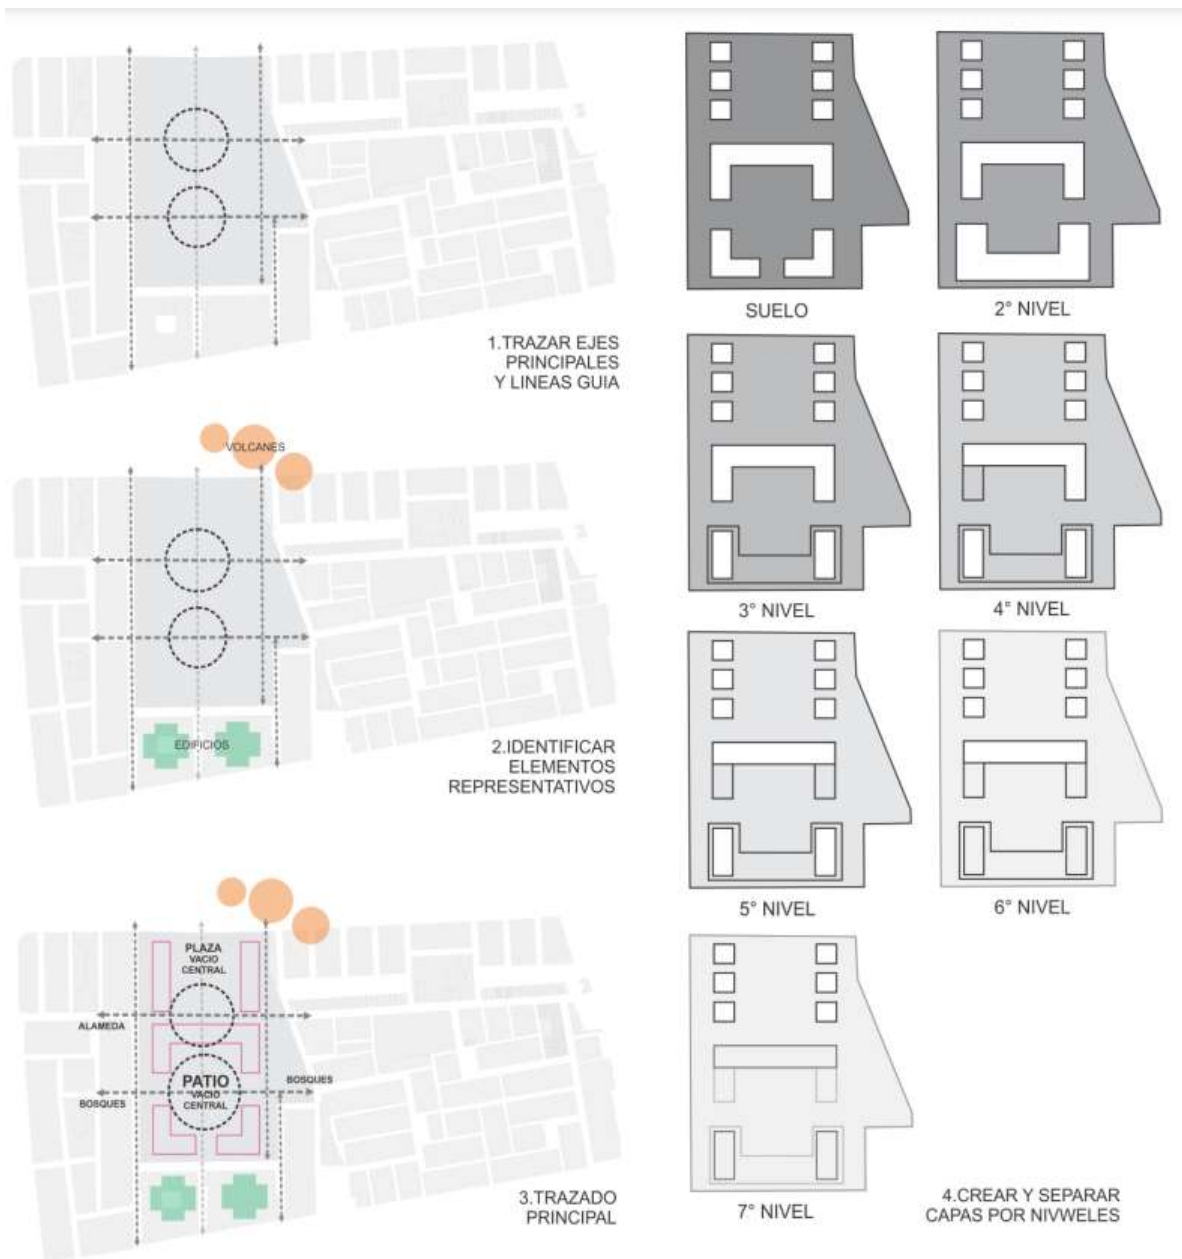 1.TRAZAR EJES
PRINCIPALES
Y LINEAS GUIA
VOLCANES
EDIFICIOS
2.IDENTIFICAR
ELEMENTOS
REPRESENTATIVOS
PLAZA
VACIO
CENTRAL
ALAMEDA
PATIO
VACIO
CENTRAL
BOSQUES
BOSQUES
3.TRAZADO
PRINCIPAL
SUELO
2° NIVEL
3° NIVEL
4° NIVEL
5° NIVEL
6° NIVEL
7° NIVEL
4.CREAR Y SEPARAR
CAPAS POR NIVWELES